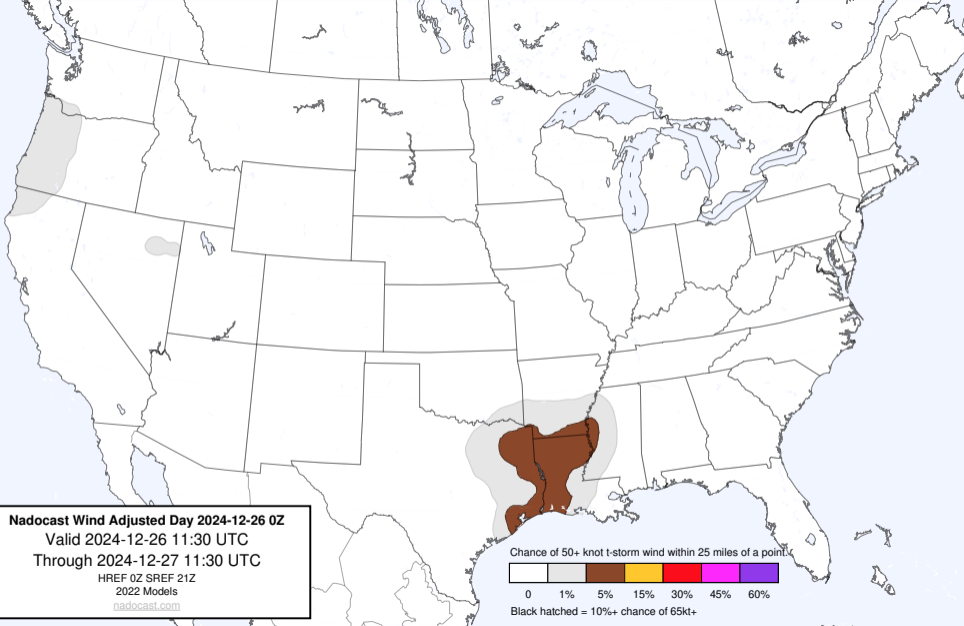 Nadocast Wind Adjusted Day 2024-12-26 0Z
Valid 2024-12-26 11:30 UTC
Through 2024-12-27 11:30 UTC
HREF 0Z SREF 21Z
2022 Models
nadocast.com
Chance of 50+ knot t-storm wind within 25 miles of a point.
0 1% 5% 15% 30% 45% 60%
Black hatched = 10%+ chance of 65kt+